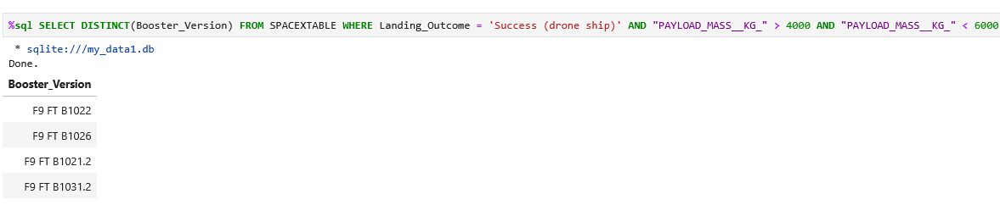 %sql SELECT DISTINCT(Booster_Version) FROM SPACEXTABLE WHERE Landing_Outcome = 'Success (drone ship)' AND "PAYLOAD_MASS__KG_" > 4000 AND "PAYLOAD_MASS__KG_" < 6000
* sqlite:///my_data1.db
Done.
Booster_Version
F9 FT B1022
F9 FT B1026
F9 FT B1021.2
F9 FT B1031.2